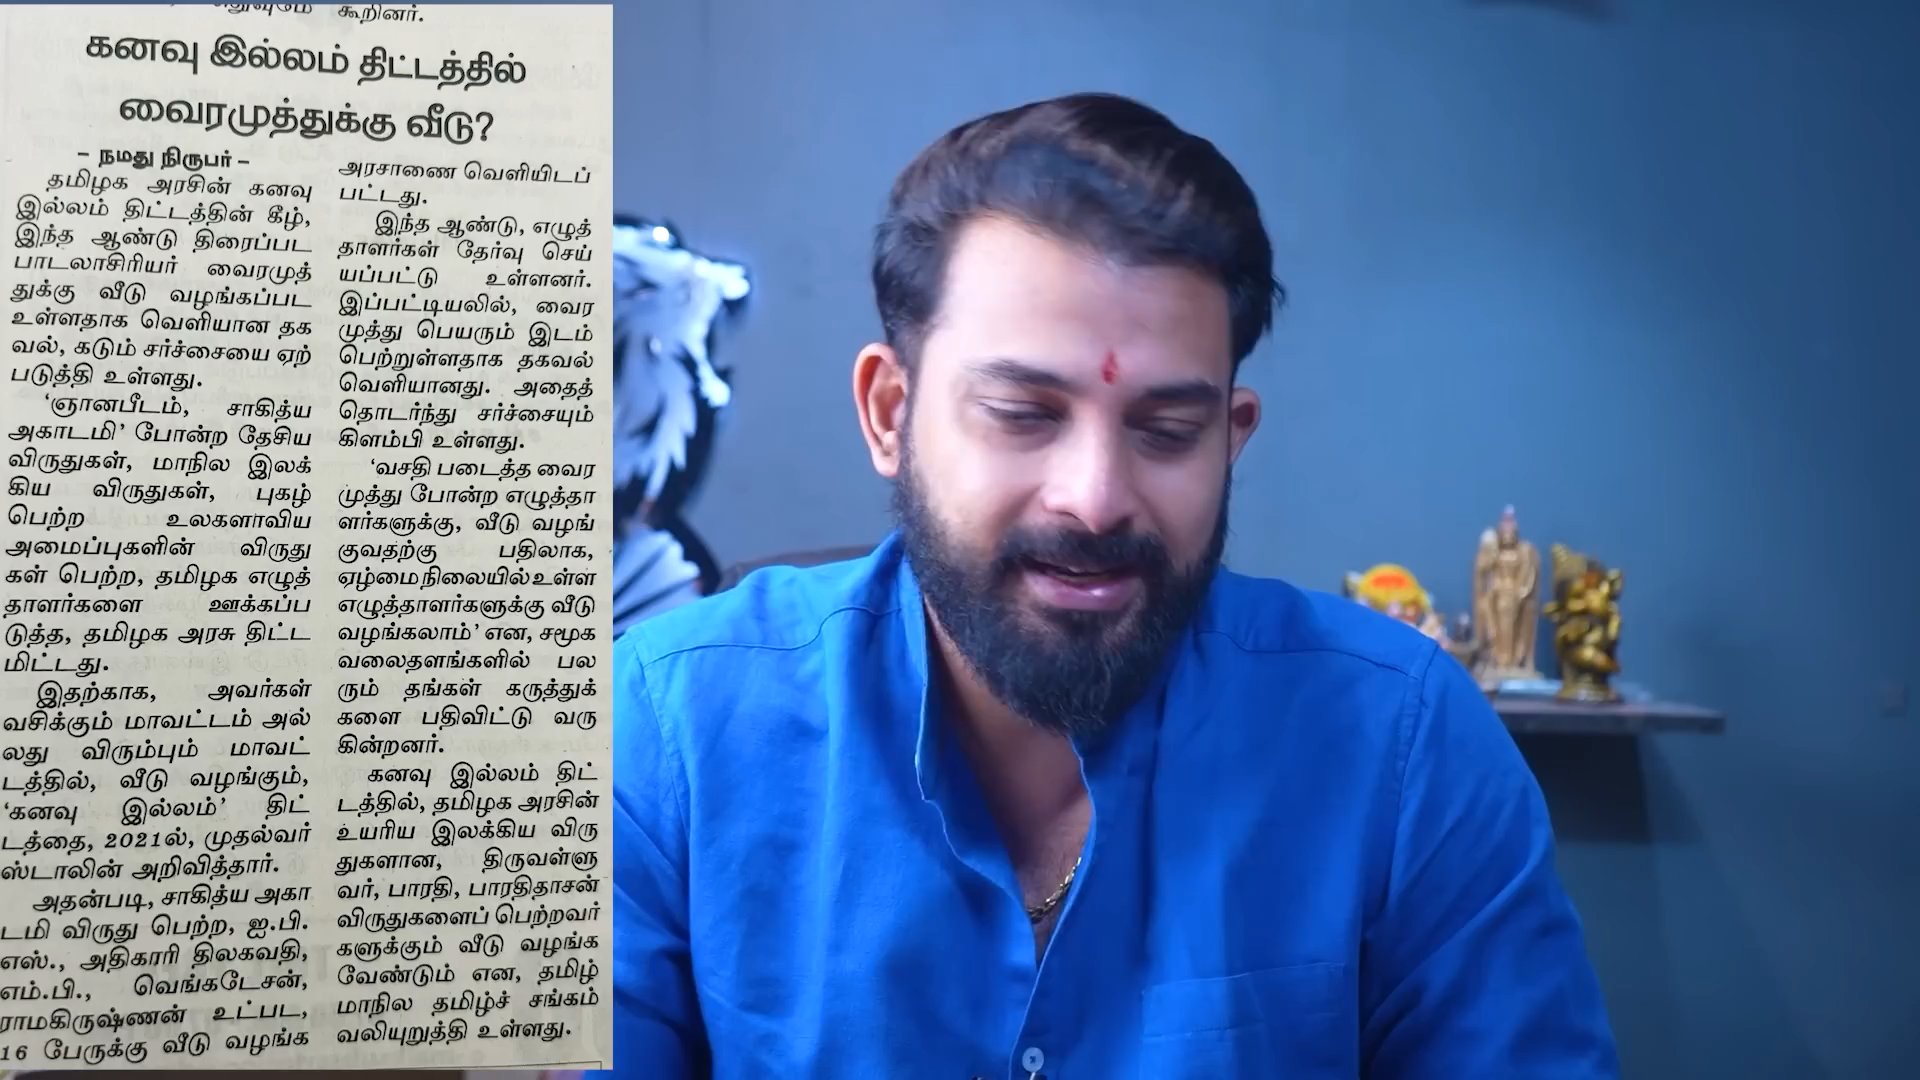 கூறினர்.
கனவு இல்லம் திட்டத்தில்
வைரமுத்துக்கு வீடு?
– நமது நிருபர் –
தமிழக அரசின் கனவு
இல்லம் திட்டத்தின் கீழ்,
இந்த ஆண்டு திரைப்பட
பாடலாசிரியர் வைரமுத்
துக்கு வீடு வழங்கப்பட
உள்ளதாக வெளியான தக
வல், கடும் சர்ச்சையை ஏற்
படுத்தி உள்ளது.
‘ஞானபீடம், சாகித்ய
அகாடமி’ போன்ற தேசிய
விருதுகள், மாநில இலக்
கிய விருதுகள், புகழ்
பெற்ற உலகளாவிய
அமைப்புகளின் விருது
கள் பெற்ற, தமிழக எழுத்
தாளர்களை ஊக்கப்ப
டுத்த, தமிழக அரசு திட்ட
மிட்டது.
இதற்காக, அவர்கள்
வசிக்கும் மாவட்டம் அல்
லது விரும்பும் மாவட்
டத்தில், வீடு வழங்கும்,
‘கனவு இல்லம்’ திட்
டத்தை, 2021ல், முதல்வர்
ஸ்டாலின் அறிவித்தார்.
அதன்படி, சாகித்ய அகா
டமி விருது பெற்ற, ஐ.பி.
எஸ்., அதிகாரி திலகவதி,
எம்.பி., வெங்கடேசன்,
ராமகிருஷ்ணன் உட்பட,
16 பேருக்கு வீடு வழங்க
அரசாணை வெளியிடப்
பட்டது.
இந்த ஆண்டு, எழுத்
தாளர்கள் தேர்வு செய்
யப்பட்டு உள்ளனர்.
இப்பட்டியலில், வைர
முத்து பெயரும் இடம்
பெற்றுள்ளதாக தகவல்
வெளியானது. அதைத்
தொடர்ந்து சர்ச்சையும்
கிளம்பி உள்ளது.
‘வசதி படைத்த வைர
முத்து போன்ற எழுத்தா
ளர்களுக்கு, வீடு வழங்
குவதற்கு பதிலாக,
ஏழ்மை நிலையில் உள்ள
எழுத்தாளர்களுக்கு வீடு
வழங்கலாம்’ என, சமூக
வலைதளங்களில் பல
ரும் தங்கள் கருத்துக்
களை பதிவிட்டு வரு
கின்றனர்.
கனவு இல்லம் திட்
டத்தில், தமிழக அரசின்
உயரிய இலக்கிய விரு
துகளான, திருவள்ளு
வர், பாரதி, பாரதிதாசன்
விருதுகளைப் பெற்றவர்
களுக்கும் வீடு வழங்க
வேண்டும் என, தமிழ்
மாநில தமிழ்ச் சங்கம்
வலியுறுத்தி உள்ளது.